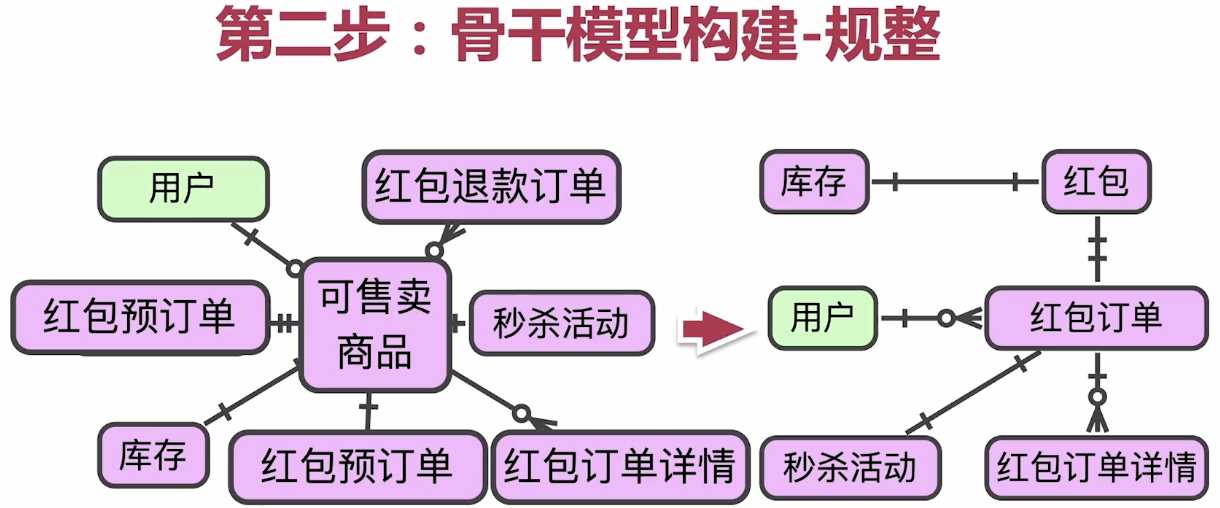 第二步：骨干模型构建-规整
用户
红包退款订单
红包预订单
可售卖
商品
秒杀活动
库存
红包预订单
红包订单详情
库存
红包
用户
红包订单
秒杀活动
红包订单详情